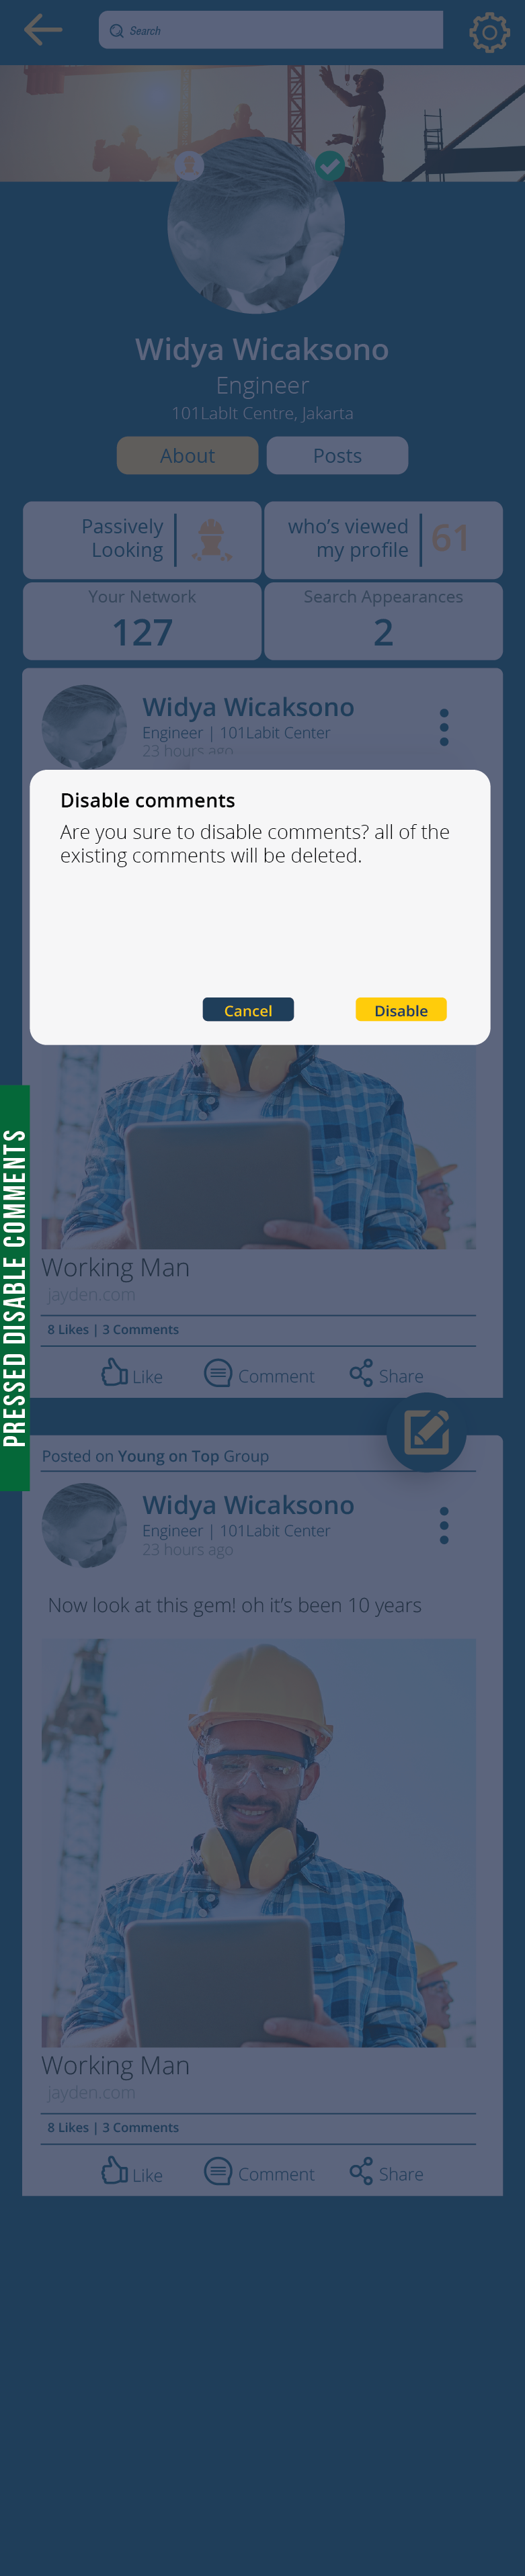 Search
Widya Wicaksono
Engineer
101LabIt Centre, Jakarta
About
Posts
Passively
Looking
who's viewed
my profile
61
Your Network
127
Search Appearances
2
Widya Wicaksono
Engineer | 101Labit Center
23 hours ago
Disable comments
Are you sure to disable comments? all of the
existing comments will be deleted.
Cancel
Disable
PRESSED DISABLE COMMENTS
Working Man
jayden.com
8 Likes | 3 Comments
Like
Comment
Share
Posted on Young on Top Group
Widya Wicaksono
Engineer | 101Labit Center
23 hours ago
Now look at this gem! oh it's been 10 years
Working Man
jayden.com
8 Likes | 3 Comments
Like
Comment
Share